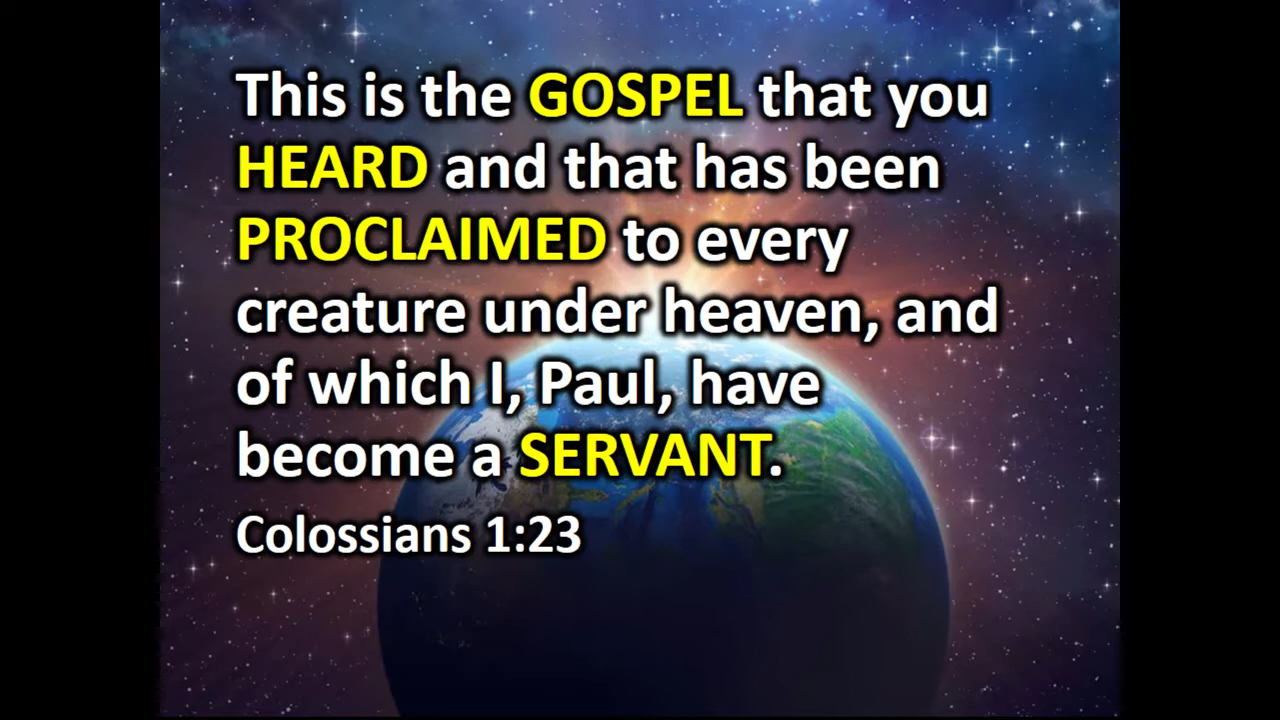 This is the GOSPEL that you
HEARD and that has been
PROCLAIMED to every
creature under heaven, and
of which I, Paul, have
become a SERVANT.
Colossians 1:23